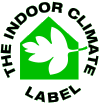 THE INDOOR CLIMATE
LABEL